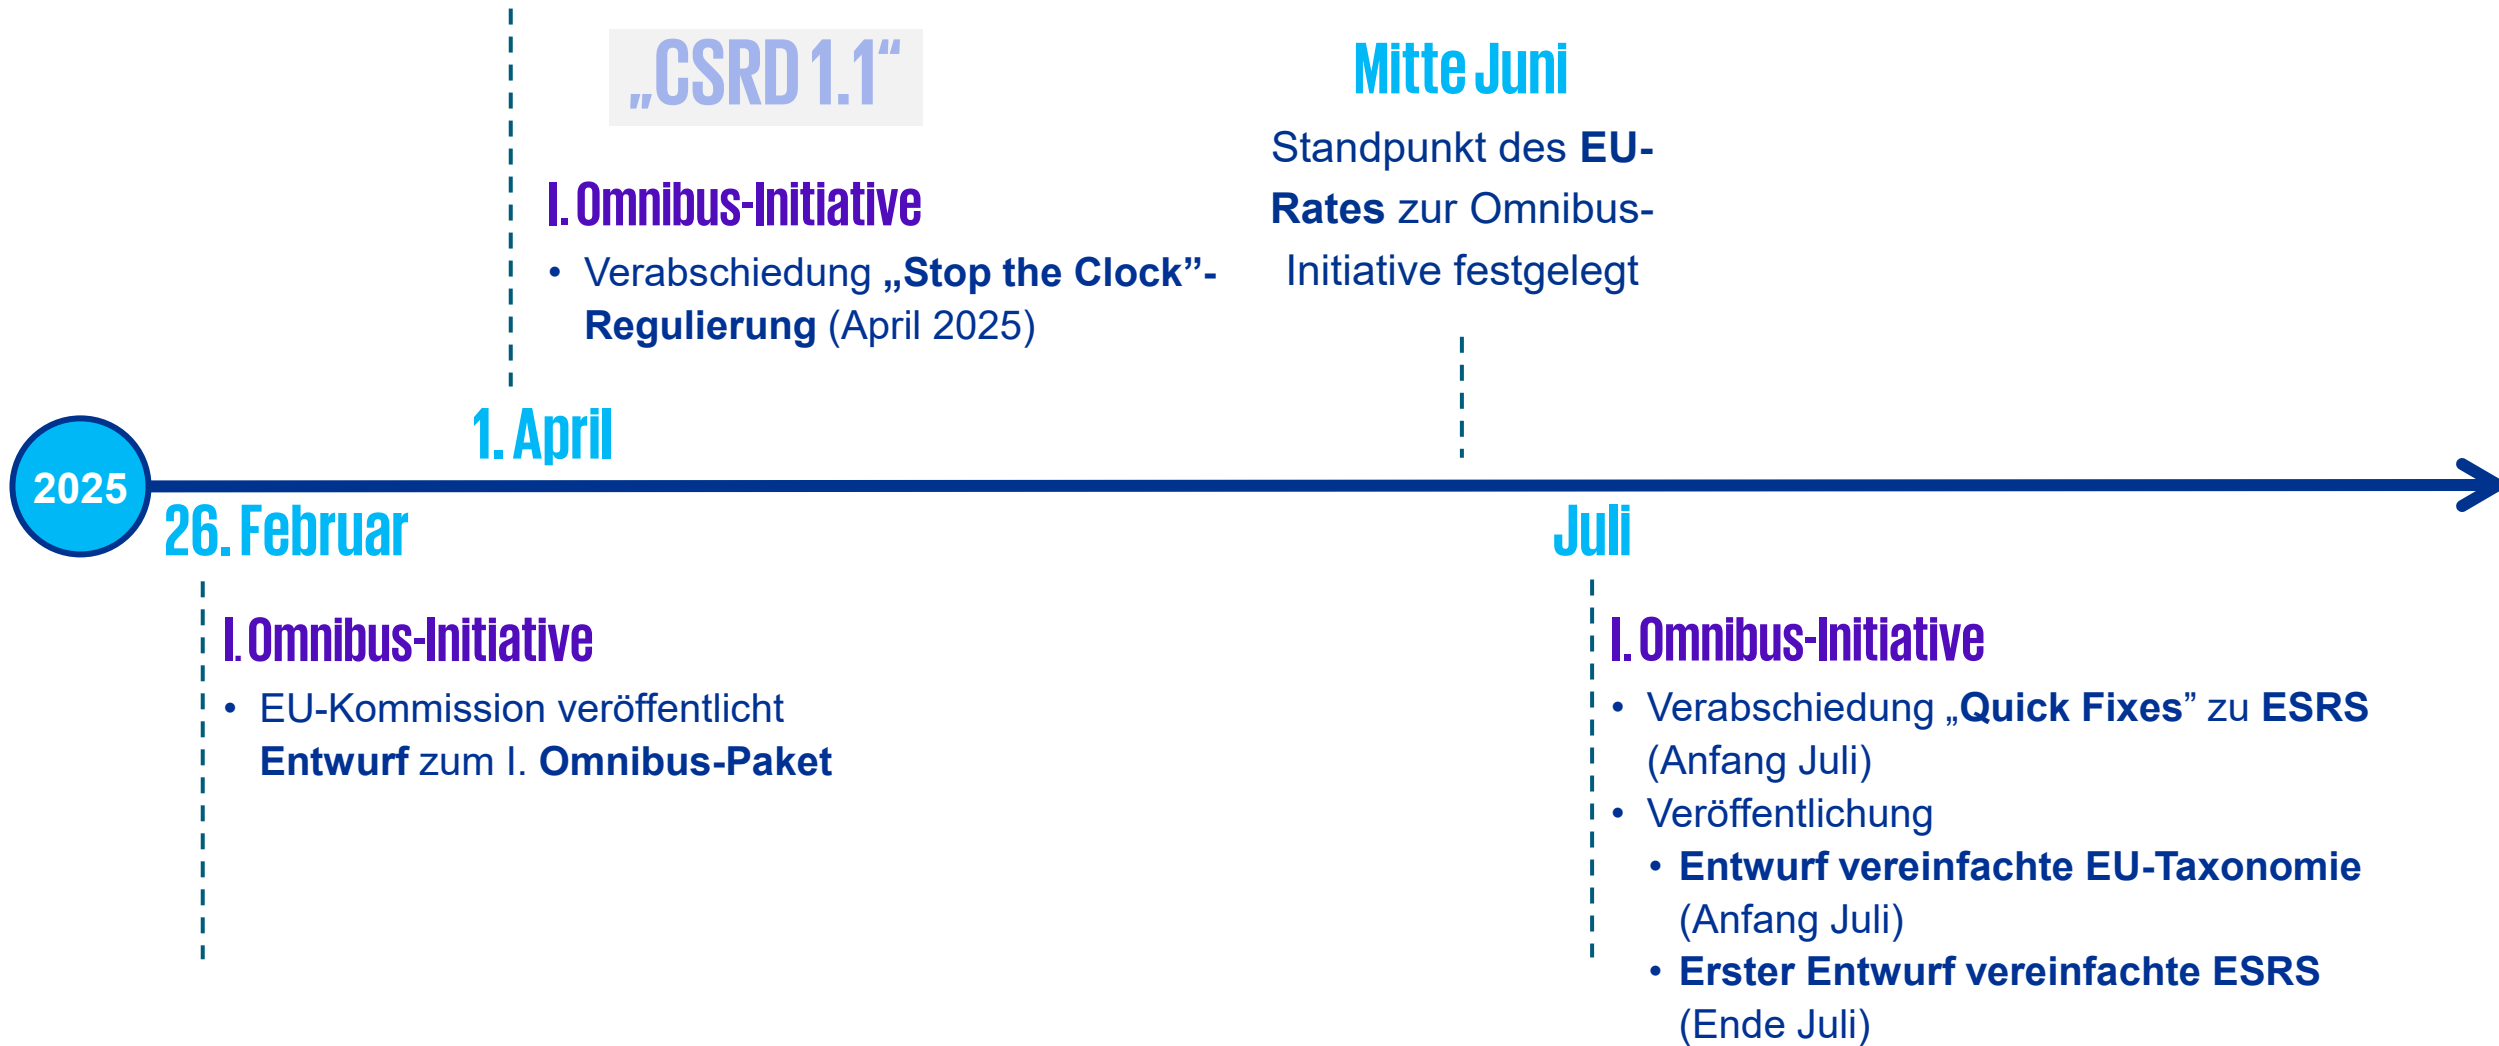 „CSRD 1.1“
I. Omnibus-Initiative
• Verabschiedung „Stop the Clock”-
Regulierung (April 2025)
Mitte Juni
Standpunkt des EU-
Rates zur Omnibus-
Initiative festgelegt
1. April
2025
26. Februar
I. Omnibus-Initiative
• EU-Kommission veröffentlicht
Entwurf zum I. Omnibus-Paket
Juli
I. Omnibus-Initiative
• Verabschiedung „Quick Fixes” zu ESRS
(Anfang Juli)
• Veröffentlichung
• Entwurf vereinfachte EU-Taxonomie
(Anfang Juli)
• Erster Entwurf vereinfachte ESRS
(Ende Juli)